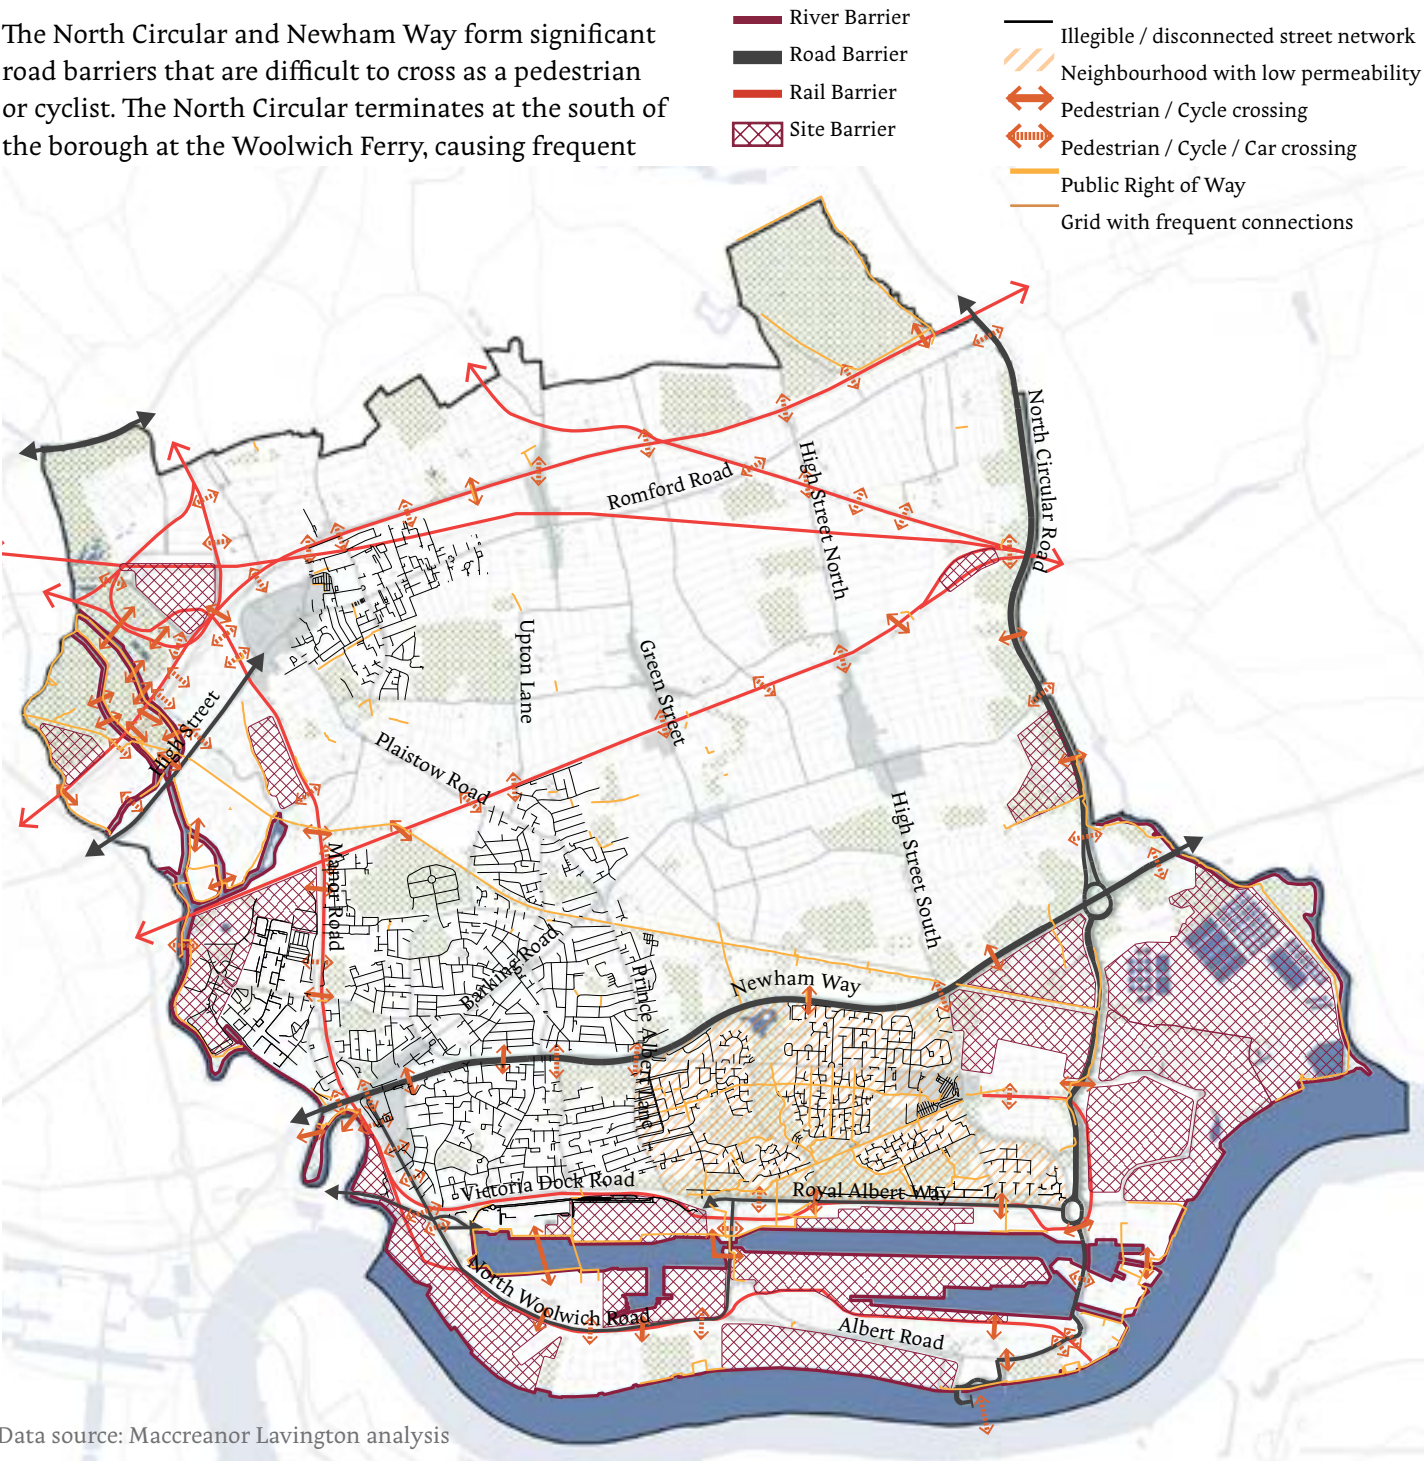 The North Circular and Newham Way form significant
road barriers that are difficult to cross as a pedestrian
or cyclist. The North Circular terminates at the south of
the borough at the Woolwich Ferry, causing frequent
River Barrier
Road Barrier
Rail Barrier
Site Barrier
Illegible / disconnected street network
Neighbourhood with low permeability
Pedestrian / Cycle crossing
Pedestrian / Cycle / Car crossing
Public Right of Way
Grid with frequent connections
North Circular Road
High Street North
Romford Road
Upton Lane
Green Street
High Street
Plaistow Road
High Street South
Manor Road
Barking Road
Prince Albert Lane
Newham Way
Victoria Dock Road
Royal Albert Way
North Woolwich Road
Albert Road
Data source: Maccreanor Lavington analysis